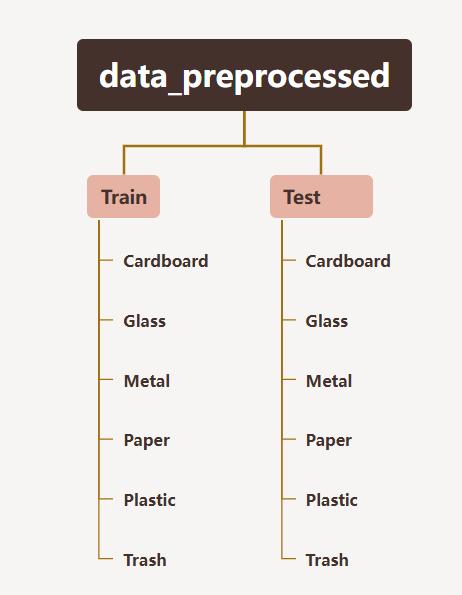 data_preprocessed
Train
Cardboard
Glass
Metal
Paper
Plastic
Trash
Test
Cardboard
Glass
Metal
Paper
Plastic
Trash